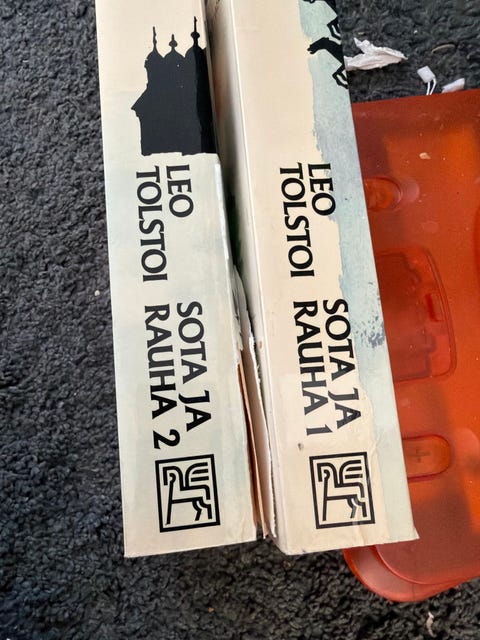 LEO
TOLSTOI
SOTA JA
RAUHA 2
LEO
TOLSTOI
SOTA JA
RAUHA 1